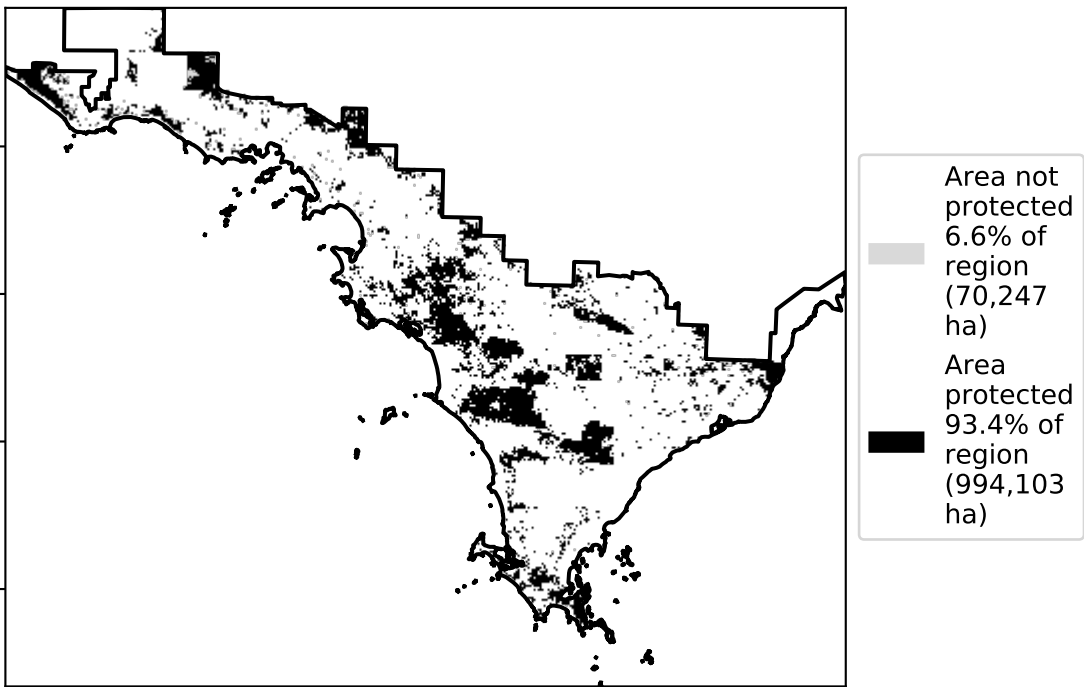 Area not
protected
6.6% of
region
(70,247
ha)
Area
protected
93.4% of
region
(994,103
ha)